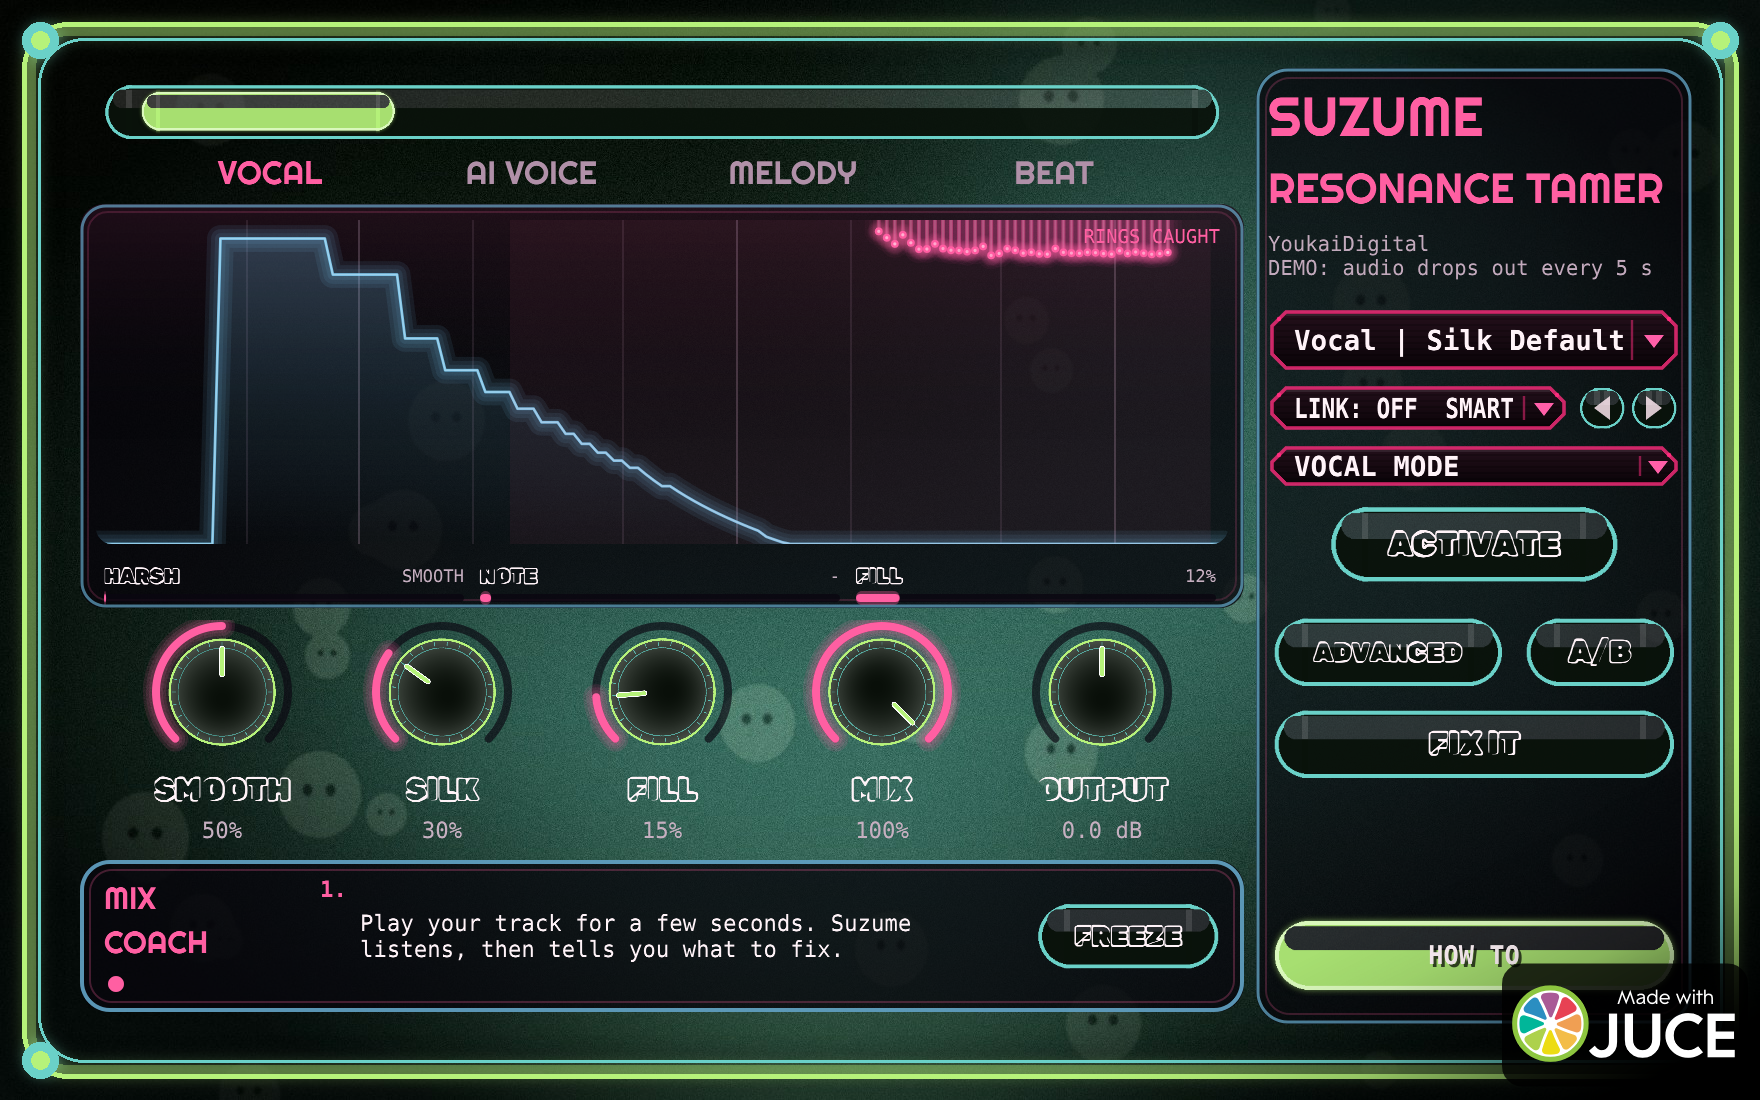 VOCAL
AI VOICE
MELODY
BEAT
RINGS CAUGHT
HARSH
SMOOTH
NOTE
-
FILL
12%
SMOOTH
SILK
FILL
MIX
OUTPUT
50%
30%
15%
100%
0.0 dB
MIX
COACH
1.
Play your track for a few seconds. Suzume
listens, then tells you what to fix.
FREEZE
SUZUME
RESONANCE TAMER
YoukaiDigital
DEMO: audio drops out every 5 s
Vocal | Silk Default
LINK: OFF SMART
VOCAL MODE
ACTIVATE
ADVANCED
A/B
FIX IT
HOW TO
Made with
JUCE